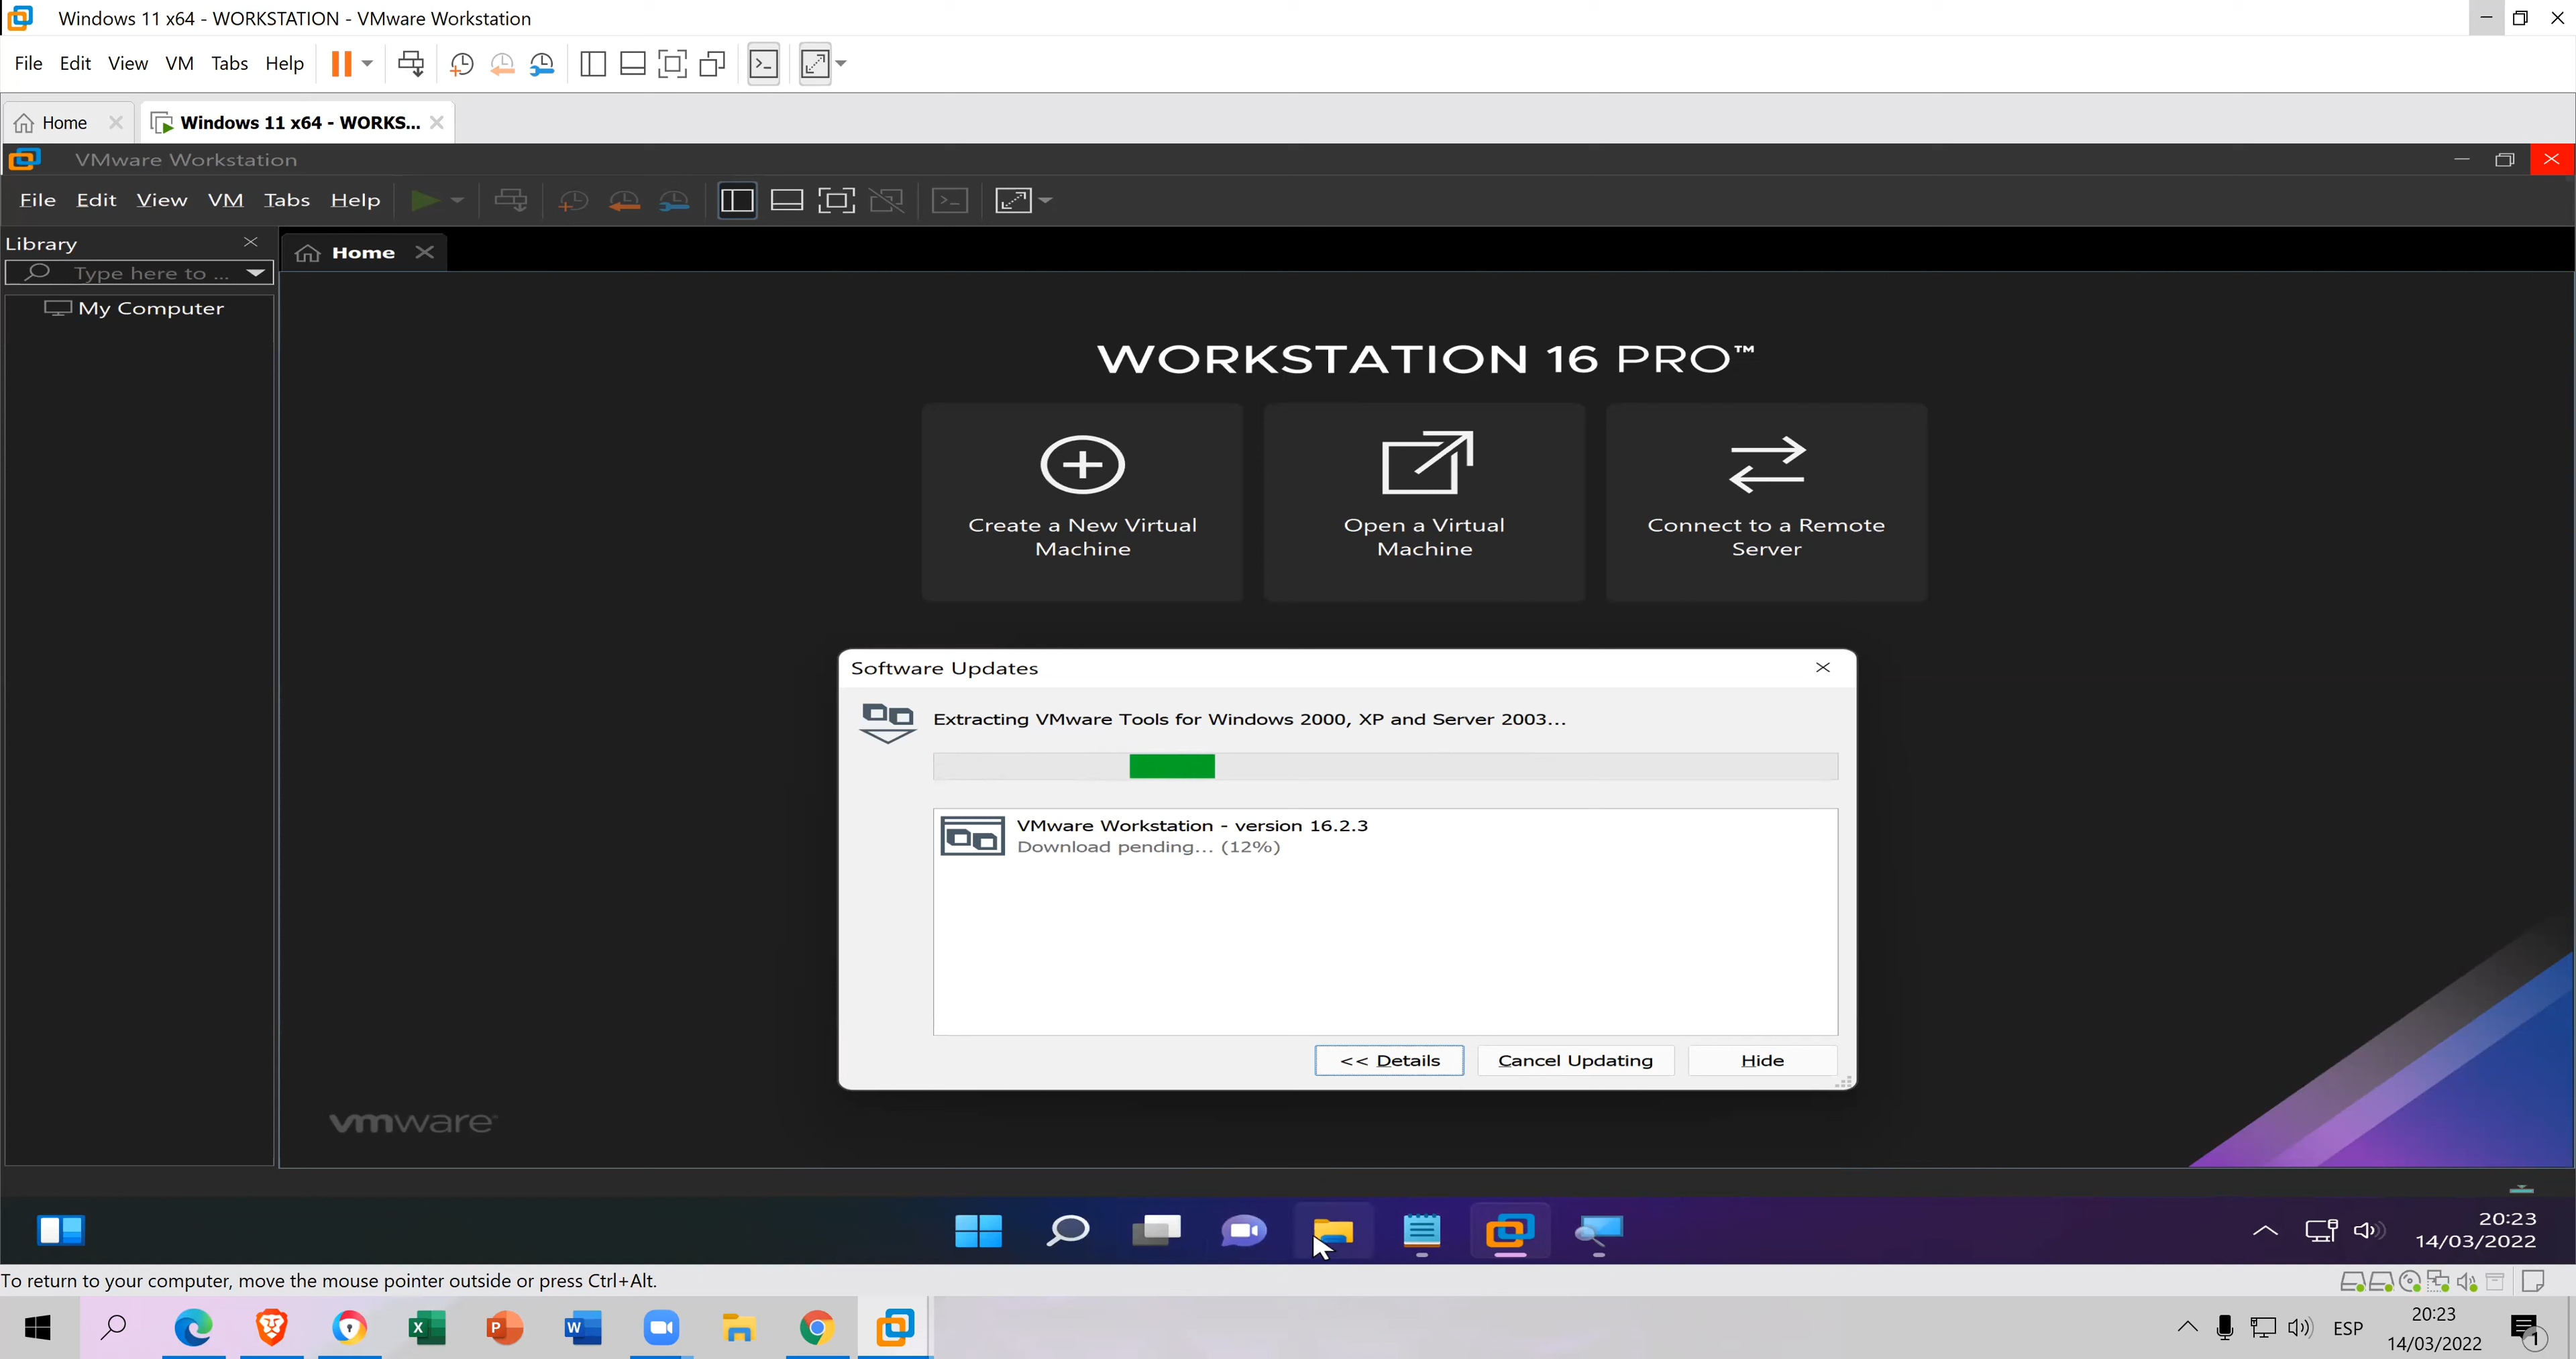 Windows 11 x64 - WORKSTATION - VMware Workstation
File Edit View VM Tabs Help
Home
Windows 11 x64 - WORKS...
VMware Workstation
File Edit View VM Tabs Help
Library
Type here to ...
My Computer
Home
WORKSTATION 16 PRO™
Create a New Virtual
Machine
Open a Virtual
Machine
Connect to a Remote
Server
Software Updates
Extracting VMware Tools for Windows 2000, XP and Server 2003...
VMware Workstation - version 16.2.3
Download pending... (12%)
<< Details
Cancel Updating
Hide
vmware®
20:23
14/03/2022
To return to your computer, move the mouse pointer outside or press Ctrl+Alt.
ESP
20:23
14/03/2022
1